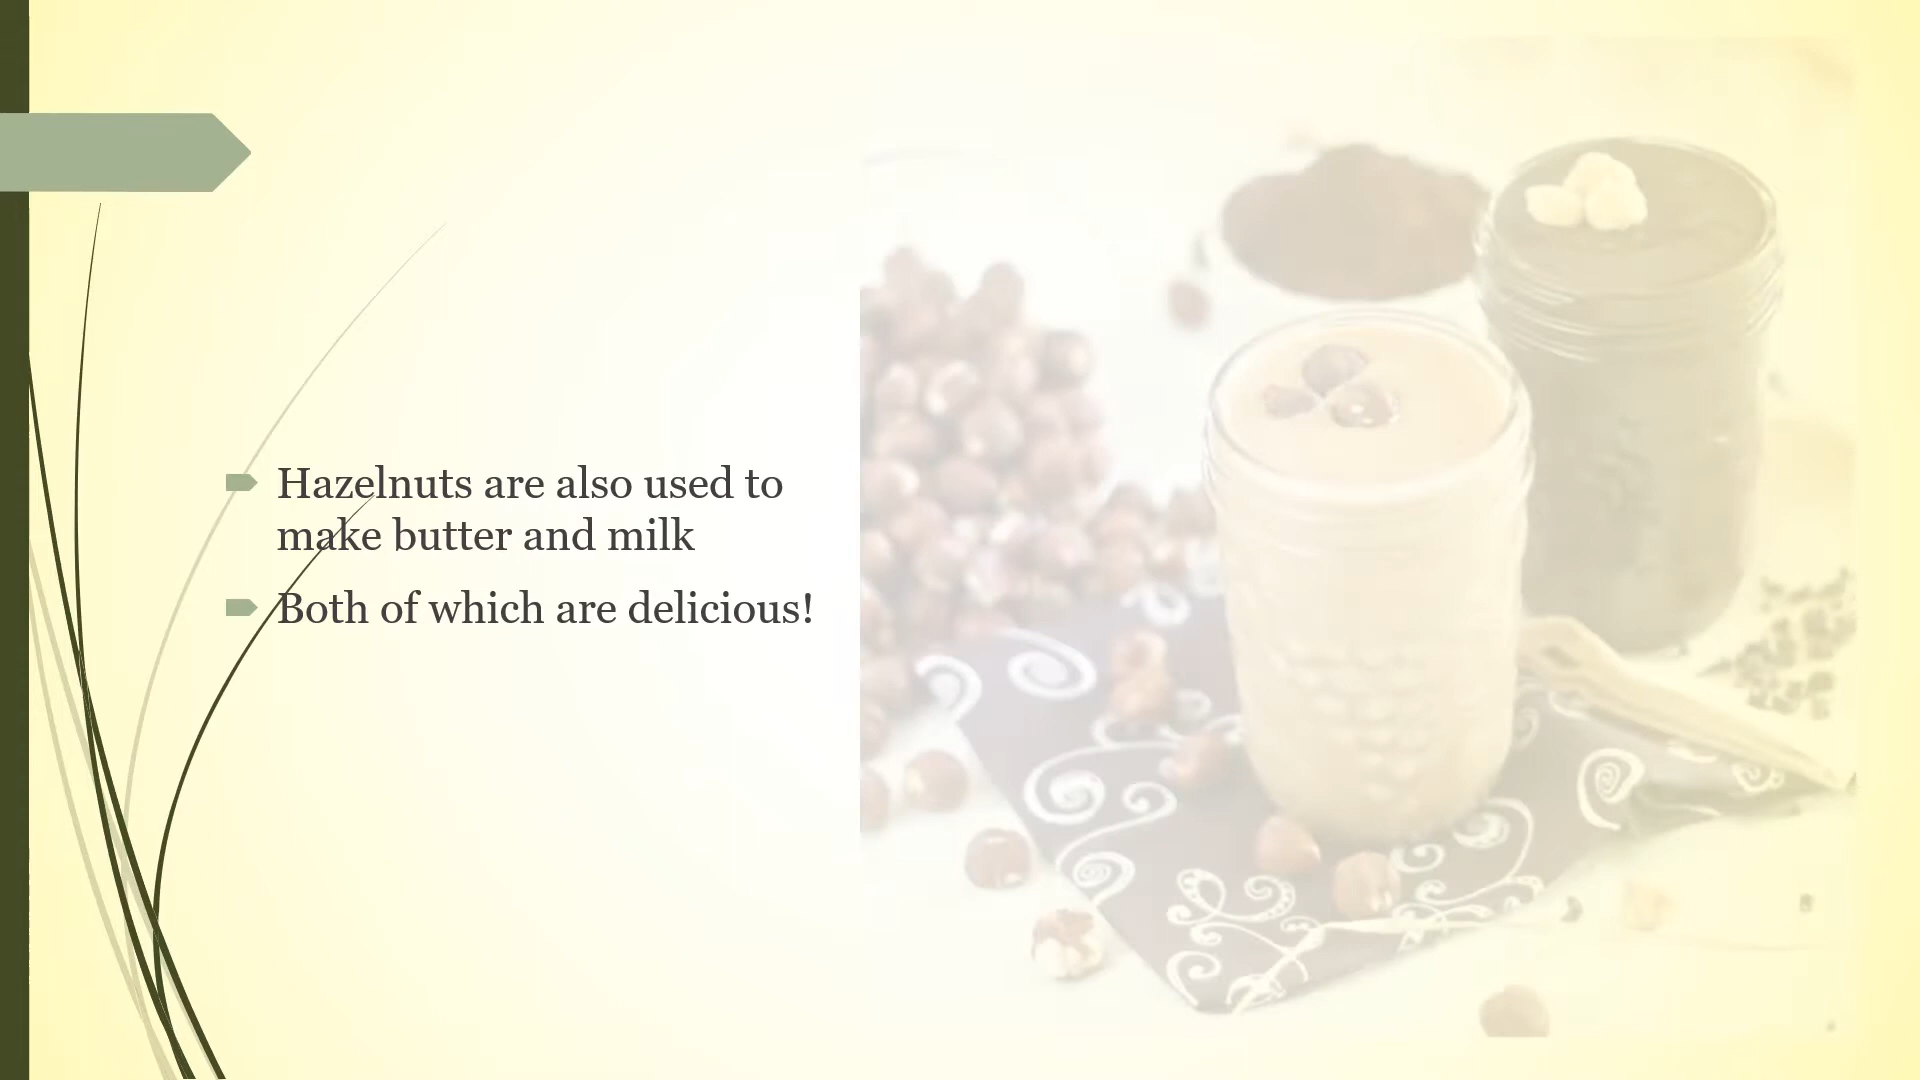 Hazelnuts are also used to
make butter and milk
Both of which are delicious!